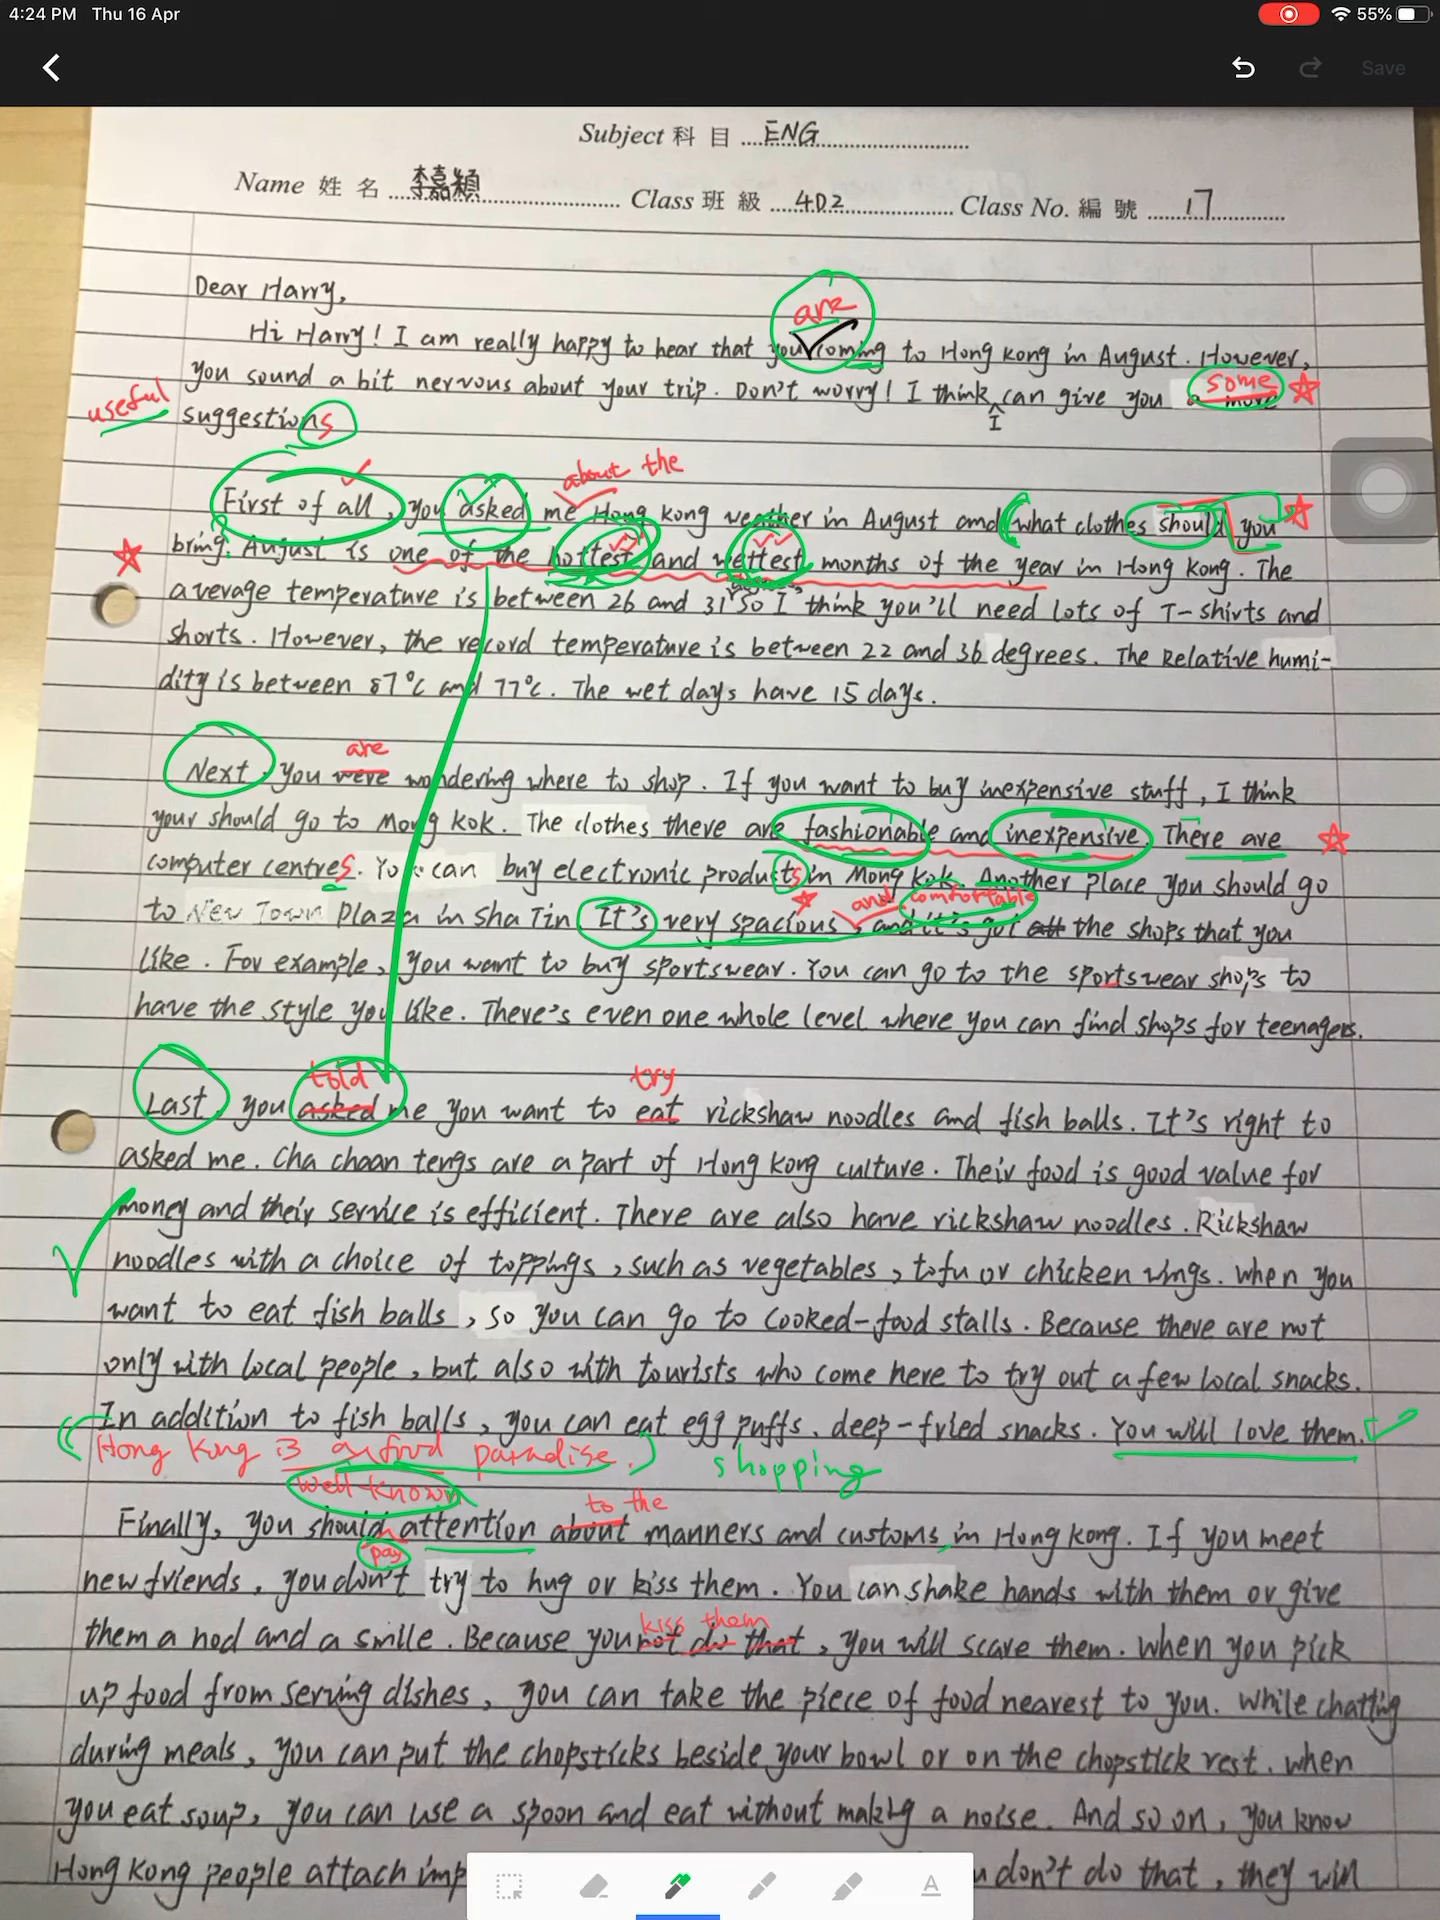 4:24 PM Thu 16 Apr 55%
Save
Subject 科目 ENG
Name 姓名 李嘉穎 Class 班級 4D2 Class No. 編號 17
Dear Harry,
are
Hi Harry! I am really happy to hear that you coming to Hong Kong in August. However,
you sound a bit nervous about your trip. Don't worry! I think I can give you a more some
useful suggestions
about the
First of all, you asked me Hong Kong weather in August and what clothes should you
bring. August is one of the hottest and wettest months of the year in Hong Kong. The
average temperature is between 26 and 31 so I think you'll need lots of T-shirts and
shorts. However, the record temperature is between 22 and 36 degrees. The Relative humi-
dity is between 87°C and 77°C. The wet days have 15 days.
are
Next, you were wondering where to shop. If you want to buy inexpensive stuff, I think
your should go to Mong Kok. The clothes there are fashionable and inexpensive. There are
computer centres. You can buy electronic products in Mong Kok. Another place you should go
and comfortable
to New Town Plaza in Sha Tin It's very spacious, and it's got all the shops that you
like. For example, you want to buy sportswear. You can go to the sportswear shops to
have the style you like. There's even one whole level where you can find shops for teenagers.
told try
Last, you asked me you want to eat rickshaw noodles and fish balls. It's right to
asked me. Cha chaan tengs are a part of Hong Kong culture. Their food is good value for
money and their service is efficient. There are also have rickshaw noodles. Rickshaw
noodles with a choice of toppings, such as vegetables, tofu or chicken wings. When you
want to eat fish balls, so you can go to cooked-food stalls. Because there are not
only with local people, but also with tourists who come here to try out a few local snacks.
In addition to fish balls, you can eat egg puffs, deep-fried snacks. You will love them.
Hong Kong is a food paradise. shopping
well-known
to the
Finally, you should attention about manners and customs in Hong Kong. If you meet
pay
new friends, you don't try to hug or kiss them. You can shake hands with them or give
kiss them
them a nod and a smile. Because you not do that, you will scare them. When you pick
up food from serving dishes, you can take the piece of food nearest to you. While chatting
during meals, you can put the chopsticks beside your bowl or on the chopstick rest. When
you eat soup, you can use a spoon and eat without making a noise. And so on, you know
Hong Kong people attach imp don't do that, they will
A